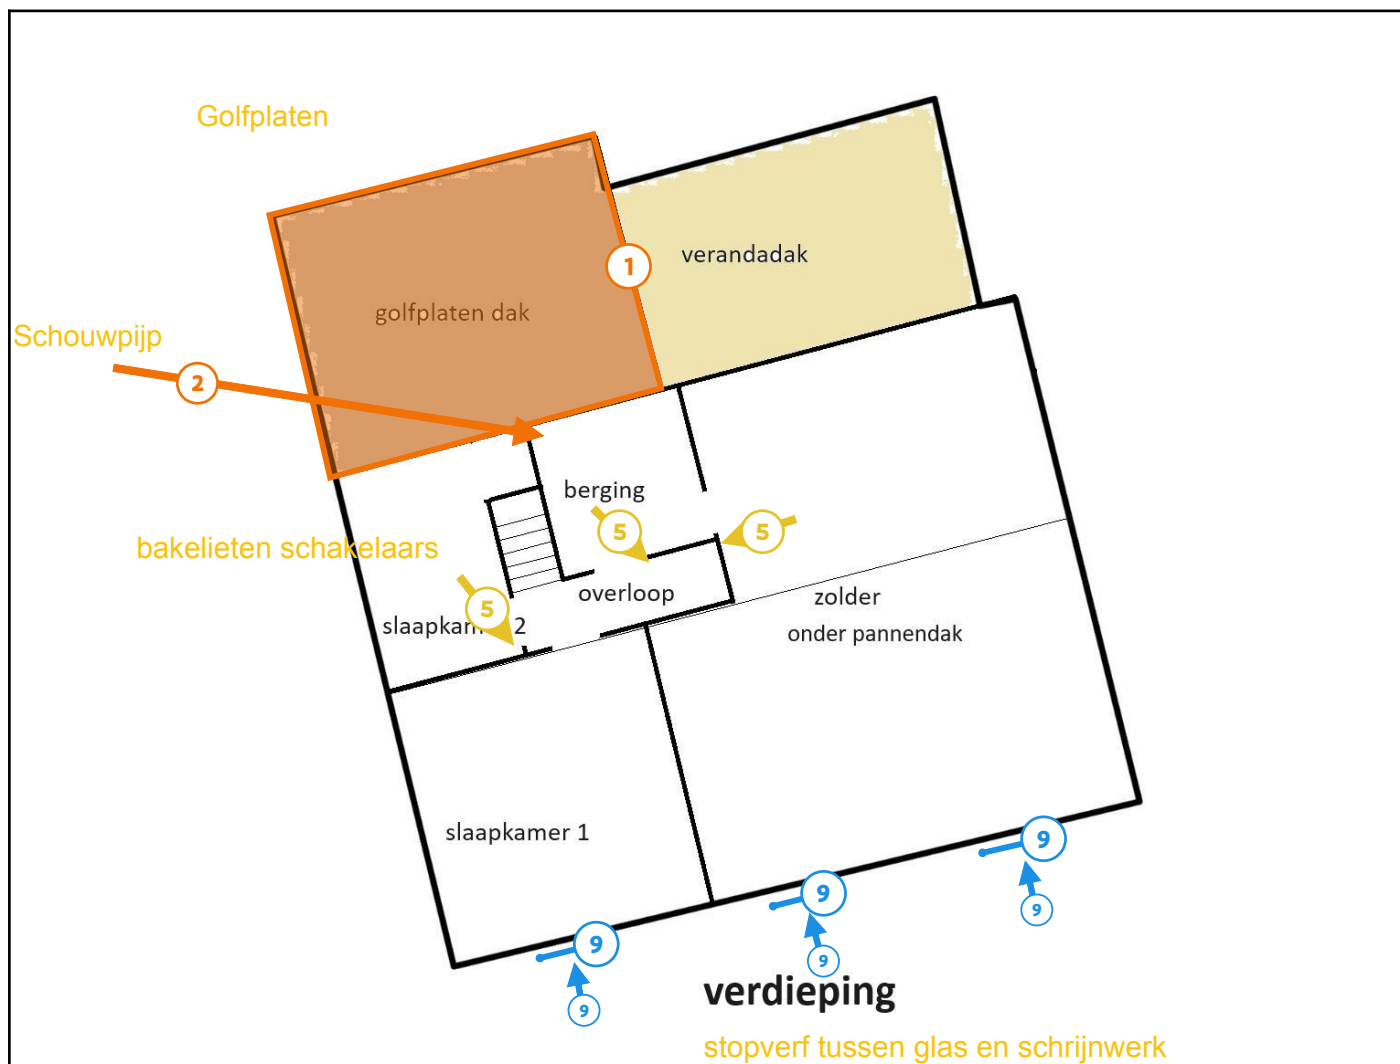 Golfplaten
verandadak
1
golfplaten dak
Schouwpijp
2
berging
5
5
bakelieten schakelaars
overloop
zolder
5
slaapkamer 2
onder pannendak
slaapkamer 1
9
9
9
9
9
9
verdieping
stopverf tussen glas en schrijnwerk